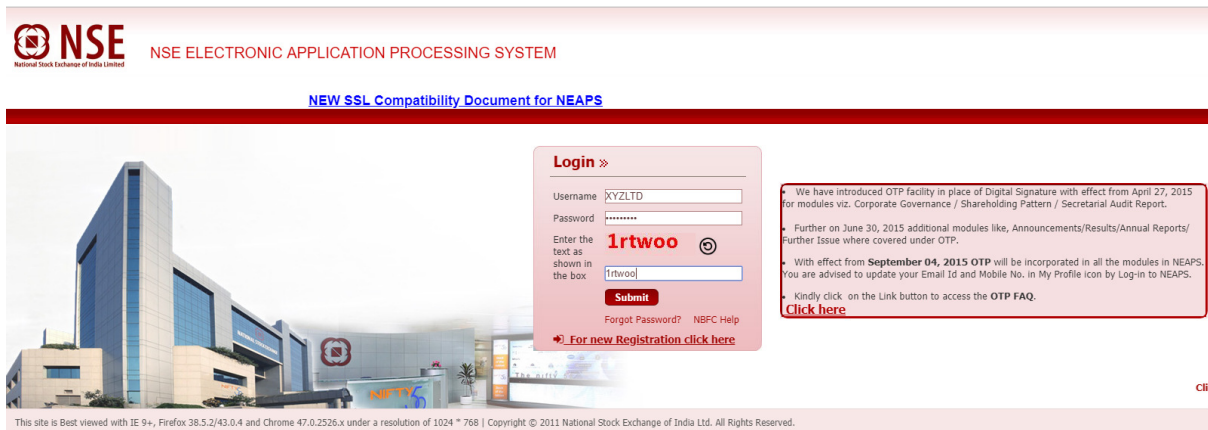 NSE
National Stock Exchange of India Limited
NSE ELECTRONIC APPLICATION PROCESSING SYSTEM
NEW SSL Compatibility Document for NEAPS
Login »
Username XYZLTD
Password •••••••••
Enter the
text as
shown in
the box
1rtwoo
1rtwoo
Submit
Forgot Password? NBFC Help
For new Registration click here
• We have introduced OTP facility in place of Digital Signature with effect from April 27, 2015
for modules viz. Corporate Governance / Shareholding Pattern / Secretarial Audit Report.
• Further on June 30, 2015 additional modules like, Announcements/Results/Annual Reports/
Further Issue where covered under OTP.
• With effect from September 04, 2015 OTP will be incorporated in all the modules in NEAPS.
You are advised to update your Email Id and Mobile No. in My Profile icon by Log-in to NEAPS.
• Kindly click on the Link button to access the OTP FAQ.
Click here
NATIONAL STOCK EXCHANGE
NIFTY
50
The nifty
Cli
This site is Best viewed with IE 9+, Firefox 38.5.2/43.0.4 and Chrome 47.0.2526.x under a resolution of 1024 * 768 | Copyright © 2011 National Stock Exchange of India Ltd. All Rights Reserved.